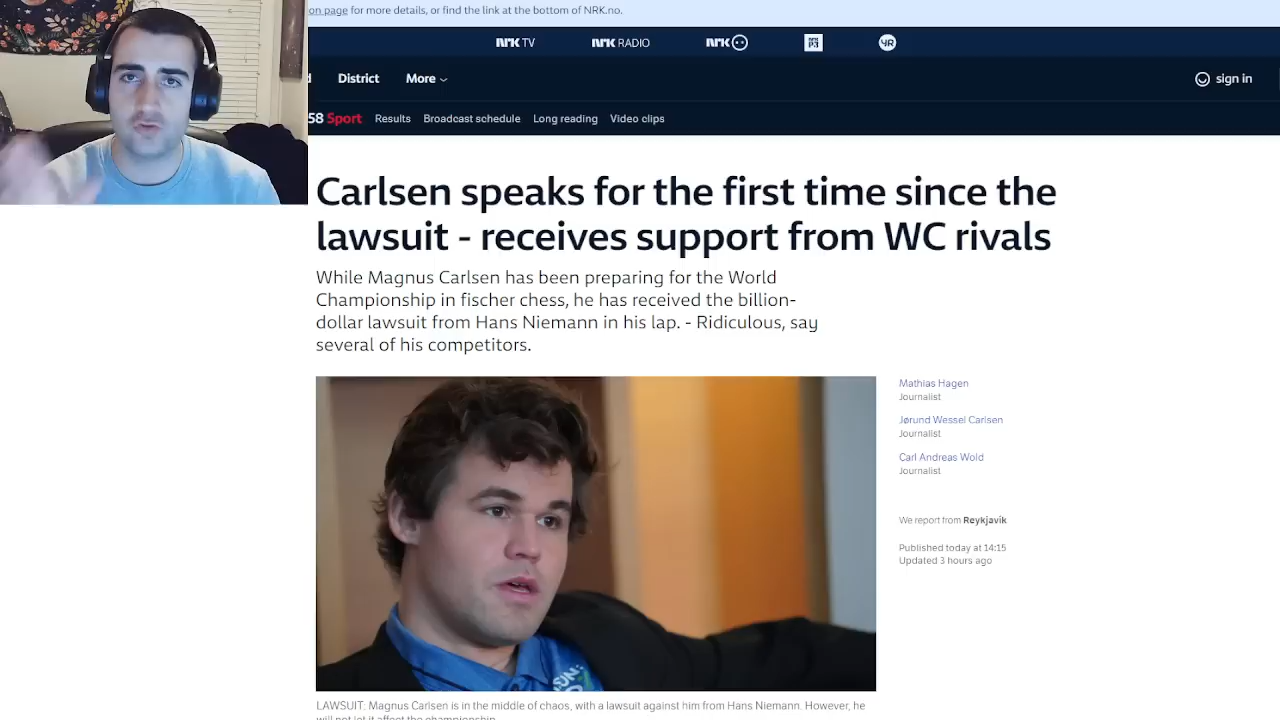 on page for more details, or find the link at the bottom of NRK.no.
NRK TV NRK RADIO NRK NRK P3 YR
District More sign in
58 Sport Results Broadcast schedule Long reading Video clips
Carlsen speaks for the first time since the
lawsuit - receives support from WC rivals
While Magnus Carlsen has been preparing for the World
Championship in fischer chess, he has received the billion-
dollar lawsuit from Hans Niemann in his lap. - Ridiculous, say
several of his competitors.
Mathias Hagen
Journalist
Jørund Wessel Carlsen
Journalist
Carl Andreas Wold
Journalist
We report from Reykjavik
Published today at 14:15
Updated 3 hours ago
LAWSUIT: Magnus Carlsen is in the middle of chaos, with a lawsuit against him from Hans Niemann. However, he
will not let it affect the championship.